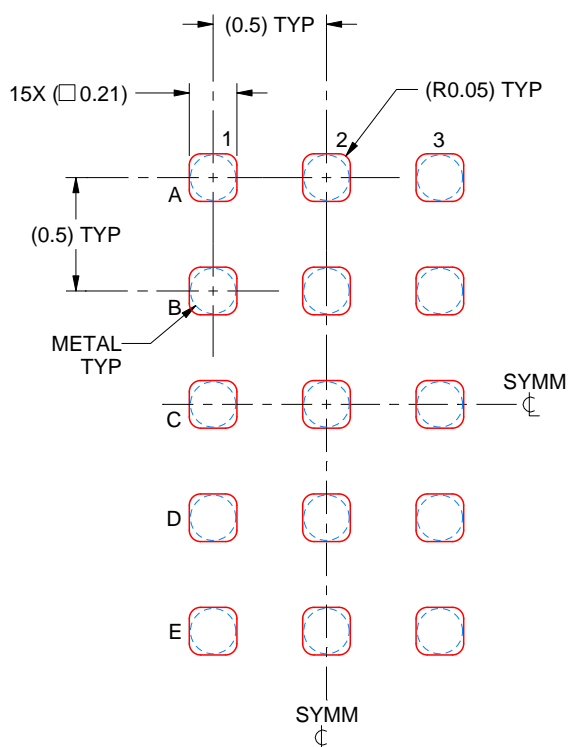 (0.5) TYP
15X (□0.21)
(R0.05) TYP
1
2
3
A
(0.5) TYP
B
METAL
TYP
SYMM
℄
C
D
E
SYMM
℄